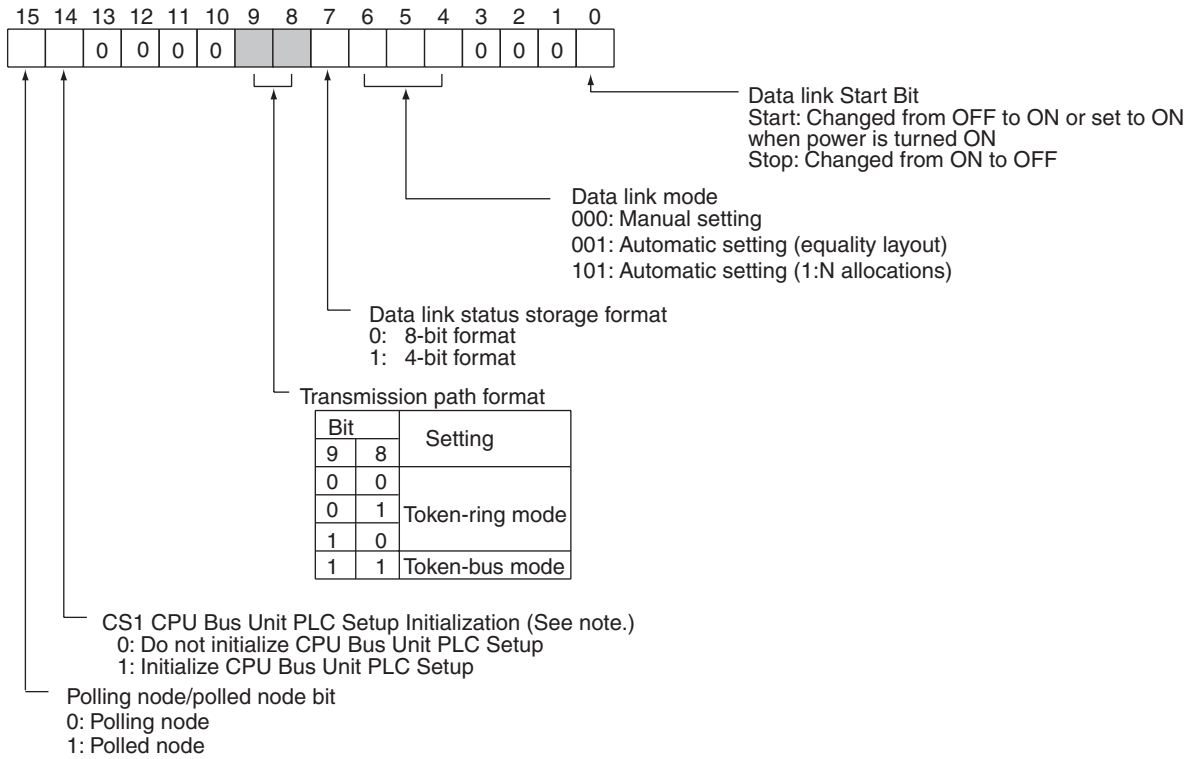 15 14 13 12 11 10 9 8 7 6 5 4 3 2 1 0
0 0 0 0 0 0 0
Data link Start Bit
Start: Changed from OFF to ON or set to ON
when power is turned ON
Stop: Changed from ON to OFF
Data link mode
000: Manual setting
001: Automatic setting (equality layout)
101: Automatic setting (1:N allocations)
Data link status storage format
0: 8-bit format
1: 4-bit format
Transmission path format
Bit Setting
9 8
0 0
0 1 Token-ring mode
1 0
1 1 Token-bus mode
CS1 CPU Bus Unit PLC Setup Initialization (See note.)
0: Do not initialize CPU Bus Unit PLC Setup
1: Initialize CPU Bus Unit PLC Setup
Polling node/polled node bit
0: Polling node
1: Polled node